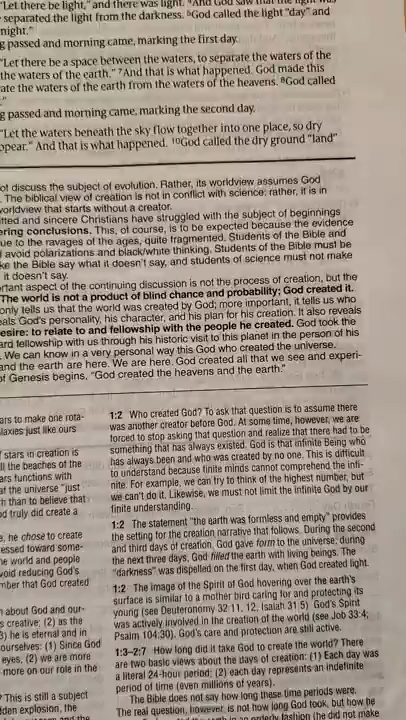 "Let there be light," and there was light. ⁴And God saw that the light was
separated the light from the darkness. ⁵God called the light "day" and
night."
g passed and morning came, marking the first day.
"Let there be a space between the waters, to separate the waters of the
the waters of the earth." ⁷And that is what happened. God made this
ate the waters of the earth from the waters of the heavens. ⁸God called
."
g passed and morning came, marking the second day.
"Let the waters beneath the sky flow together into one place, so dry
ppear." And that is what happened. ¹⁰God called the dry ground "land"
ot discuss the subject of evolution. Rather, its worldview assumes God
. The biblical view of creation is not in conflict with science; rather, it is in
worldview that starts without a creator.
itted and sincere Christians have struggled with the subject of beginnings
ering conclusions. This, of course, is to be expected because the evidence
ue to the ravages of the ages, quite fragmented. Students of the Bible and
avoid polarizations and black/white thinking. Students of the Bible must be
ke the Bible say what it doesn't say, and students of science must not make
it doesn't say.
rtant aspect of the continuing discussion is not the process of creation, but the
The world is not a product of blind chance and probability; God created it.
only tells us that the world was created by God; more important, it tells us who
eals God's personality, his character, and his plan for his creation. It also reveals
esire: to relate to and fellowship with the people he created. God took the
ard fellowship with us through his historic visit to this planet in the person of his
. We can know in a very personal way this God who created the universe.
and the earth are here. We are here. God created all that we see and experi-
of Genesis begins, "God created the heavens and the earth."
ars to make one rota-
laxies just like ours
f stars in creation is
ll the beaches of the
ars functions with
at the universe "just
h than to believe that
od truly did create a
e, he chose to create
essed toward some-
he world and people
void reducing God's
mber that God created
n about God and our-
s creative; (2) as the
3) he is eternal and in
ourselves: (1) Since God
eyes, (2) we are more
more on our role in the
This is still a subject
dden explosion, the
1:2 Who created God? To ask that question is to assume there
was another creator before God. At some time, however, we are
forced to stop asking that question and realize that there had to be
something that has always existed. God is that infinite Being who
has always been and who was created by no one. This is difficult
to understand because finite minds cannot comprehend the infi-
nite. For example, we can try to think of the highest number, but
we can't do it. Likewise, we must not limit the infinite God by our
finite understanding.
1:2 The statement "the earth was formless and empty" provides
the setting for the creation narrative that follows. During the second
and third days of creation, God gave form to the universe; during
the next three days, God filled the earth with living beings. The
"darkness" was dispelled on the first day, when God created light.
1:2 The image of the Spirit of God hovering over the earth's
surface is similar to a mother bird caring for and protecting its
young (see Deuteronomy 32:11, 12; Isaiah 31:5). God's Spirit
was actively involved in the creation of the world (see Job 33:4;
Psalm 104:30). God's care and protection are still active.
1:3–2:7 How long did it take God to create the world? There
are two basic views about the days of creation: (1) Each day was
a literal 24-hour period; (2) each day represents an indefinite
period of time (even millions of years).
The Bible does not say how long these time periods were.
The real question, however, is not how long God took, but how he
an orderly fashion (he did not make